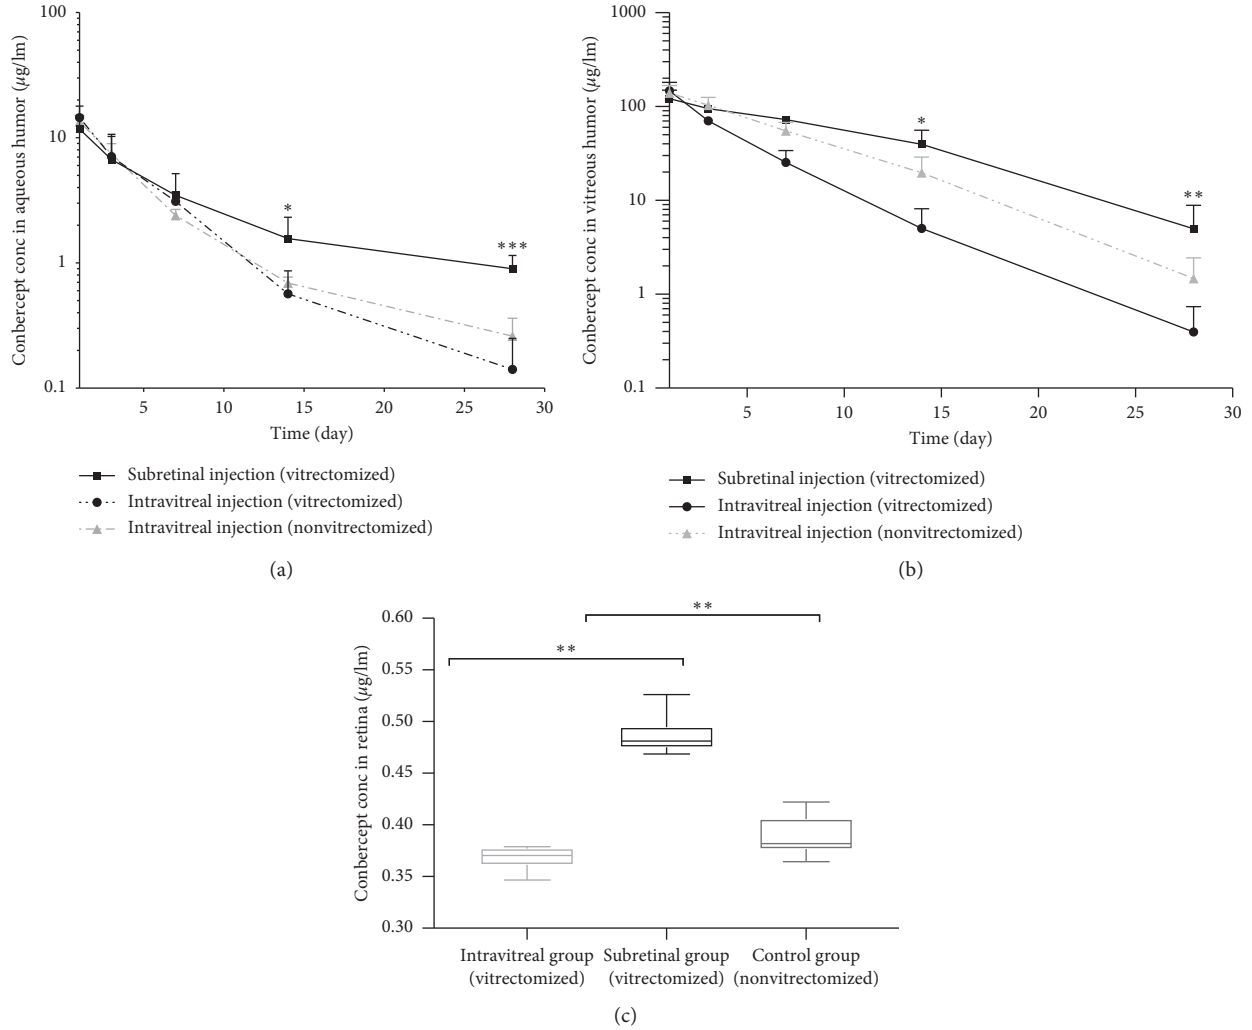 Conbercept conc in aqueous humor (µg/lm)
100
10
1
0.1
*
***
5
10
15
20
25
30
Time (day)
Subretinal injection (vitrectomized)
Intravitreal injection (vitrectomized)
Intravitreal injection (nonvitrectomized)
(a)
Conbercept conc in vitreous humor (µg/lm)
1000
100
10
1
0.1
*
**
5
10
15
20
25
30
Time (day)
Subretinal injection (vitrectomized)
Intravitreal injection (vitrectomized)
Intravitreal injection (nonvitrectomized)
(b)
Conbercept conc in retina (µg/lm)
0.60
0.55
0.50
0.45
0.40
0.35
0.30
**
**
Intravitreal group
(vitrectomized)
Subretinal group
(vitrectomized)
Control group
(nonvitrectomized)
(c)